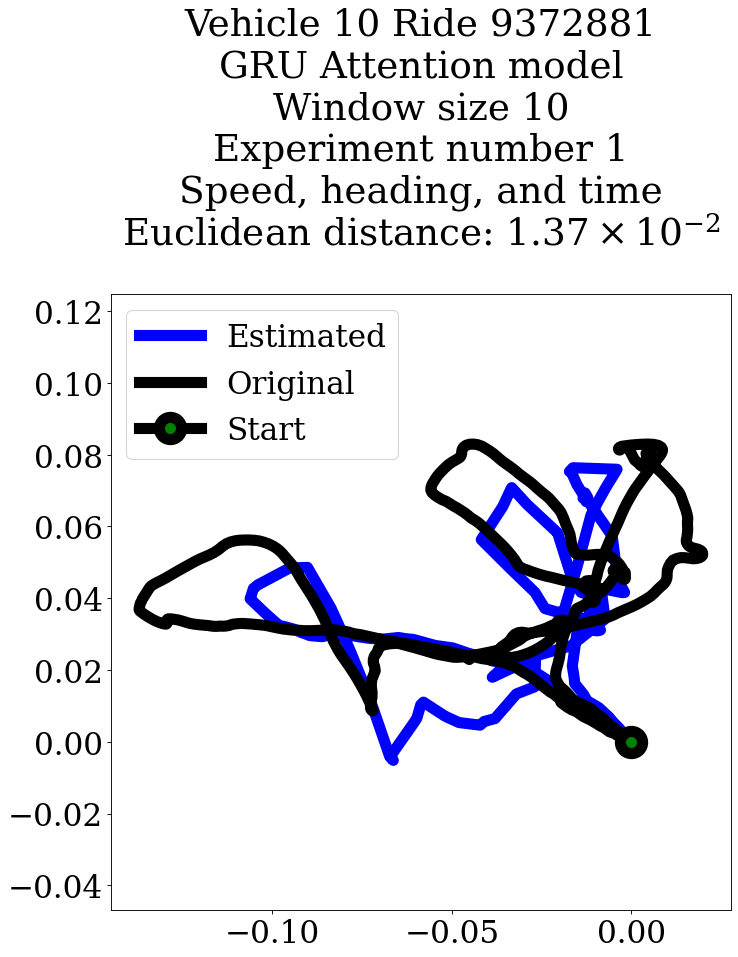 Vehicle 10 Ride 9372881
GRU Attention model
Window size 10
Experiment number 1
Speed, heading, and time
Euclidean distance: 1.37 × 10⁻²
0.12
0.10
0.08
0.06
0.04
0.02
0.00
−0.02
−0.04
Estimated
Original
Start
−0.10 −0.05 0.00